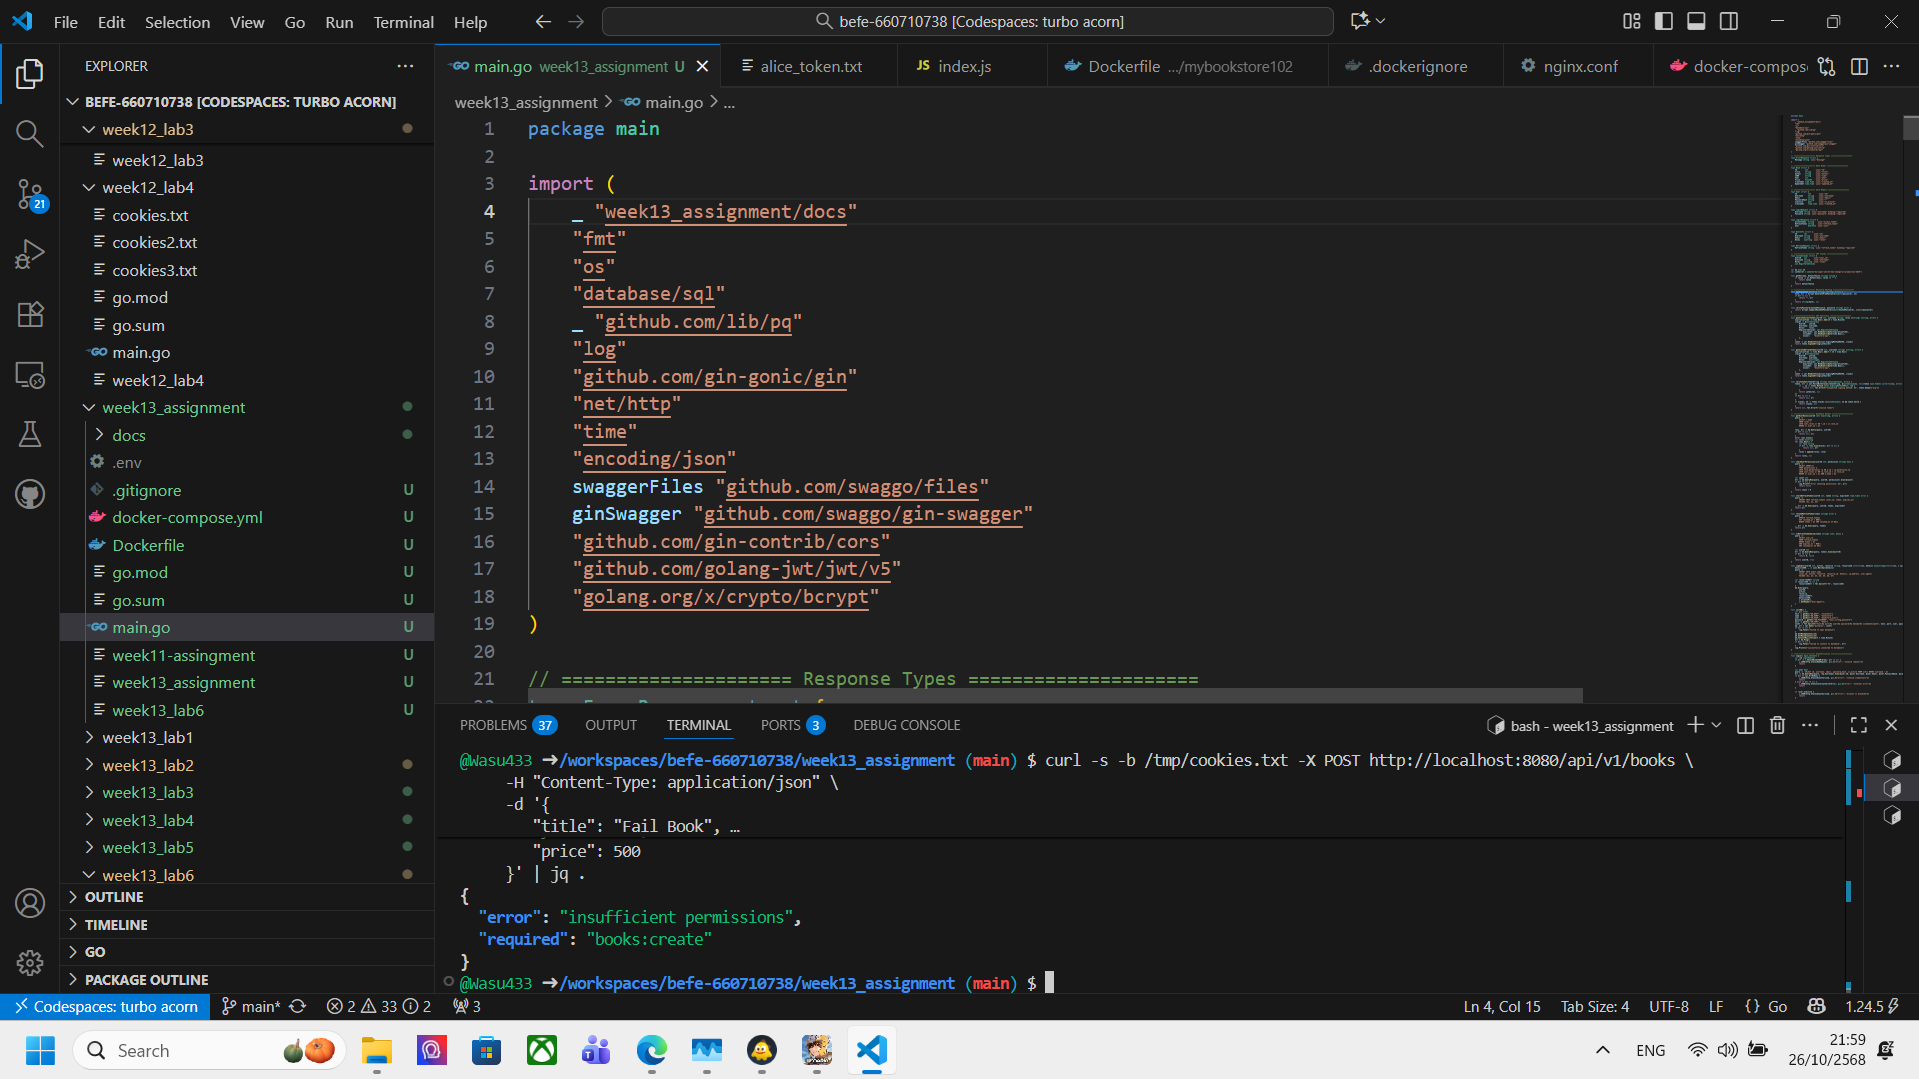 File Edit Selection View Go Run Terminal Help
befe-660710738 [Codespaces: turbo acorn]
EXPLORER
BEFE-660710738 [CODESPACES: TURBO ACORN]
week12_lab3
week12_lab3
week12_lab4
cookies.txt
cookies2.txt
cookies3.txt
go.mod
go.sum
main.go
week12_lab4
week13_assignment
docs
.env
.gitignore U
docker-compose.yml U
Dockerfile U
go.mod U
go.sum U
main.go U
week11-assingment U
week13_assignment U
week13_lab6 U
week13_lab1
week13_lab2
week13_lab3
week13_lab4
week13_lab5
week13_lab6
OUTLINE
TIMELINE
GO
PACKAGE OUTLINE
21
main.go week13_assignment U
alice_token.txt
JS index.js
Dockerfile .../mybookstore102
.dockerignore
nginx.conf
docker-compos
week13_assignment > main.go > ...
1 package main
2
3 import (
4 _ "week13_assignment/docs"
5 "fmt"
6 "os"
7 "database/sql"
8 _ "github.com/lib/pq"
9 "log"
10 "github.com/gin-gonic/gin"
11 "net/http"
12 "time"
13 "encoding/json"
14 swaggerFiles "github.com/swaggo/files"
15 ginSwagger "github.com/swaggo/gin-swagger"
16 "github.com/gin-contrib/cors"
17 "github.com/golang-jwt/jwt/v5"
18 "golang.org/x/crypto/bcrypt"
19 )
20
21 // ===================== Response Types =====================
PROBLEMS 37 OUTPUT TERMINAL PORTS 3 DEBUG CONSOLE
bash - week13_assignment
@Wasu433 ➜/workspaces/befe-660710738/week13_assignment (main) $ curl -s -b /tmp/cookies.txt -X POST http://localhost:8080/api/v1/books \
-H "Content-Type: application/json" \
-d '{
"title": "Fail Book", …
"price": 500
}' | jq .
{
"error": "insufficient permissions",
"required": "books:create"
}
@Wasu433 ➜/workspaces/befe-660710738/week13_assignment (main) $
Codespaces: turbo acorn main* 2 33 2 3
Ln 4, Col 15 Tab Size: 4 UTF-8 LF {} Go 1.24.5
Search
ENG
21:59
26/10/2568